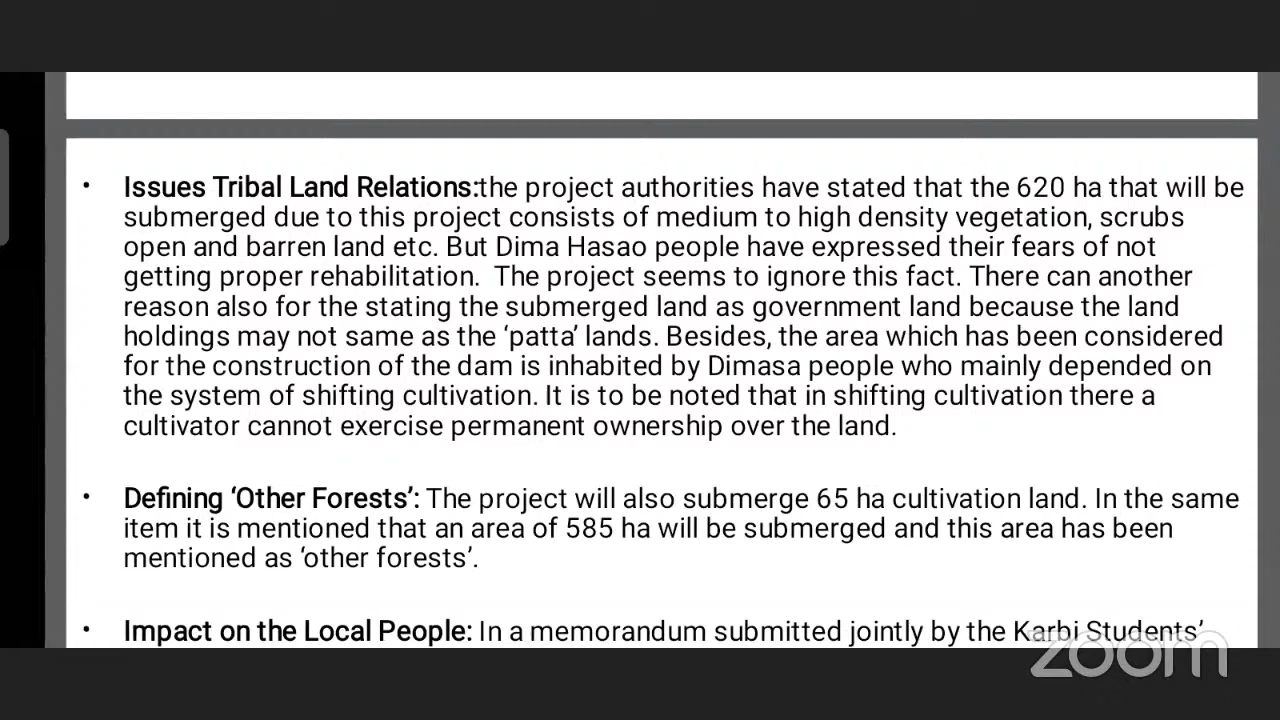 • Issues Tribal Land Relations:the project authorities have stated that the 620 ha that will be
submerged due to this project consists of medium to high density vegetation, scrubs
open and barren land etc. But Dima Hasao people have expressed their fears of not
getting proper rehabilitation.  The project seems to ignore this fact. There can another
reason also for the stating the submerged land as government land because the land
holdings may not same as the ‘patta’ lands. Besides, the area which has been considered
for the construction of the dam is inhabited by Dimasa people who mainly depended on
the system of shifting cultivation. It is to be noted that in shifting cultivation there a
cultivator cannot exercise permanent ownership over the land.
• Defining ‘Other Forests’: The project will also submerge 65 ha cultivation land. In the same
item it is mentioned that an area of 585 ha will be submerged and this area has been
mentioned as ‘other forests’.
• Impact on the Local People: In a memorandum submitted jointly by the Karbi Students’
zoom